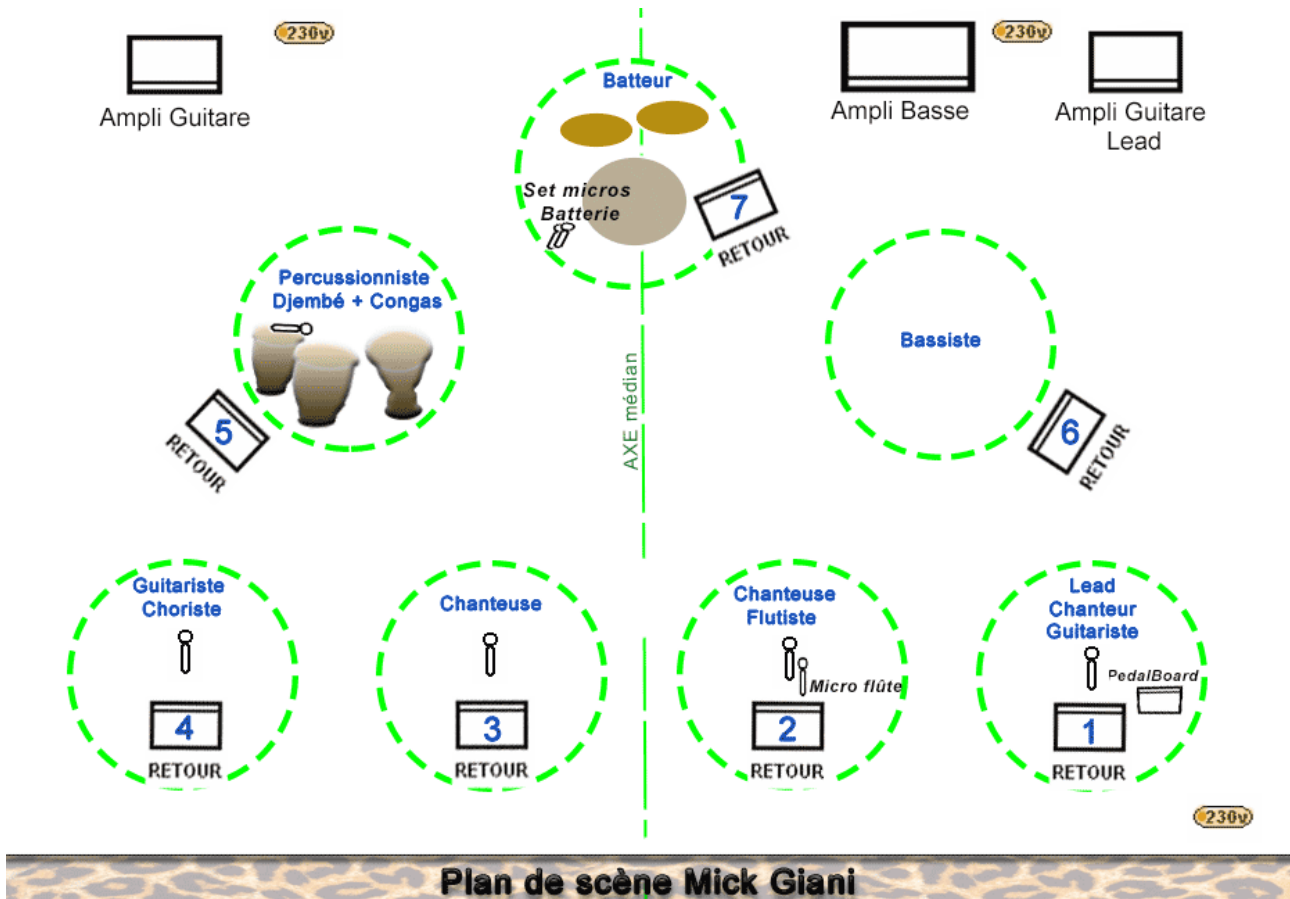 230v
230v
Ampli Guitare
Batteur
Ampli Basse
Ampli Guitare
Lead
Set micros
Batterie
7
RETOUR
Percussionniste
Djembé + Congas
Bassiste
AXE médian
5
RETOUR
6
RETOUR
Guitariste
Choriste
4
RETOUR
Chanteuse
3
RETOUR
Chanteuse
Flutiste
Micro flûte
2
RETOUR
Lead
Chanteur
Guitariste
PedalBoard
1
RETOUR
230v
Plan de scène Mick Giani